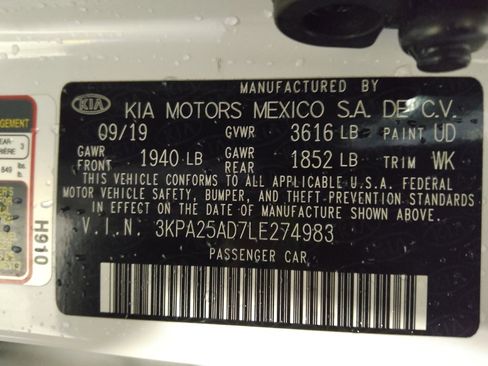 MANUFACTURED BY
KIA KIA MOTORS MEXICO S.A. DE C.V.
09/19 GVWR 3616 LB PAINT UD
GAWR FRONT 1940 LB GAWR REAR 1852 LB TRIM WK
THIS VEHICLE CONFORMS TO ALL APPLICABLE U.S.A. FEDERAL
MOTOR VEHICLE SAFETY, BUMPER, AND THEFT PREVENTION STANDARDS
IN EFFECT ON THE DATE OF MANUFACTURE SHOWN ABOVE.
V.I.N: 3KPA25AD7LE274983
PASSENGER CAR
H910